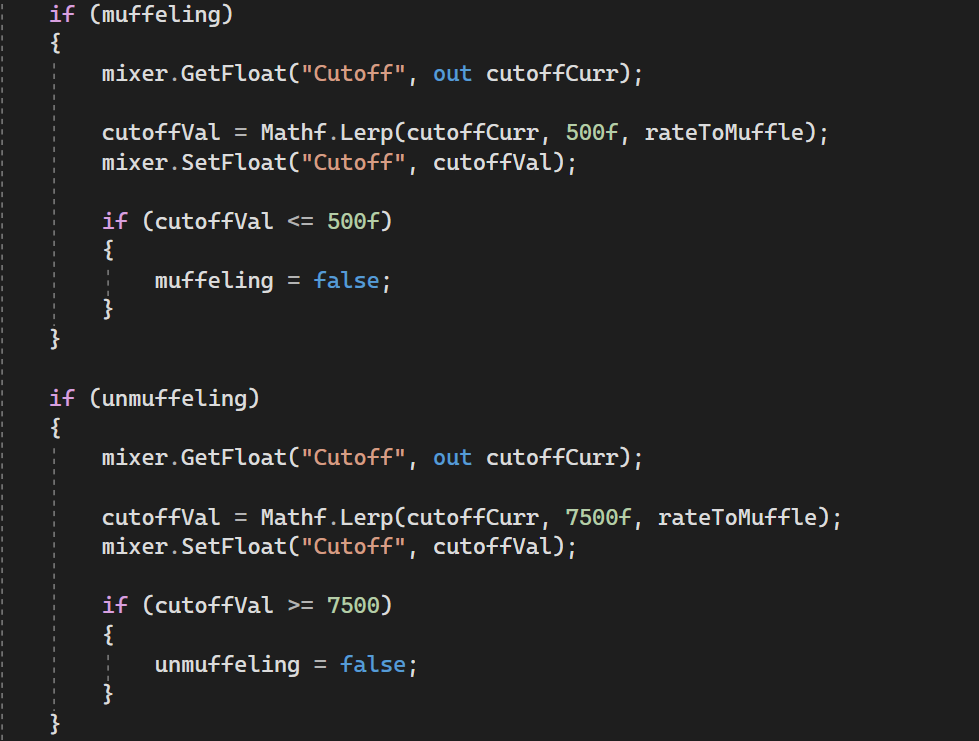 if (muffeling)
{
mixer.GetFloat("Cutoff", out cutoffCurr);
cutoffVal = Mathf.Lerp(cutoffCurr, 500f, rateToMuffle);
mixer.SetFloat("Cutoff", cutoffVal);
if (cutoffVal <= 500f)
{
muffeling = false;
}
}
if (unmuffeling)
{
mixer.GetFloat("Cutoff", out cutoffCurr);
cutoffVal = Mathf.Lerp(cutoffCurr, 7500f, rateToMuffle);
mixer.SetFloat("Cutoff", cutoffVal);
if (cutoffVal >= 7500)
{
unmuffeling = false;
}
}